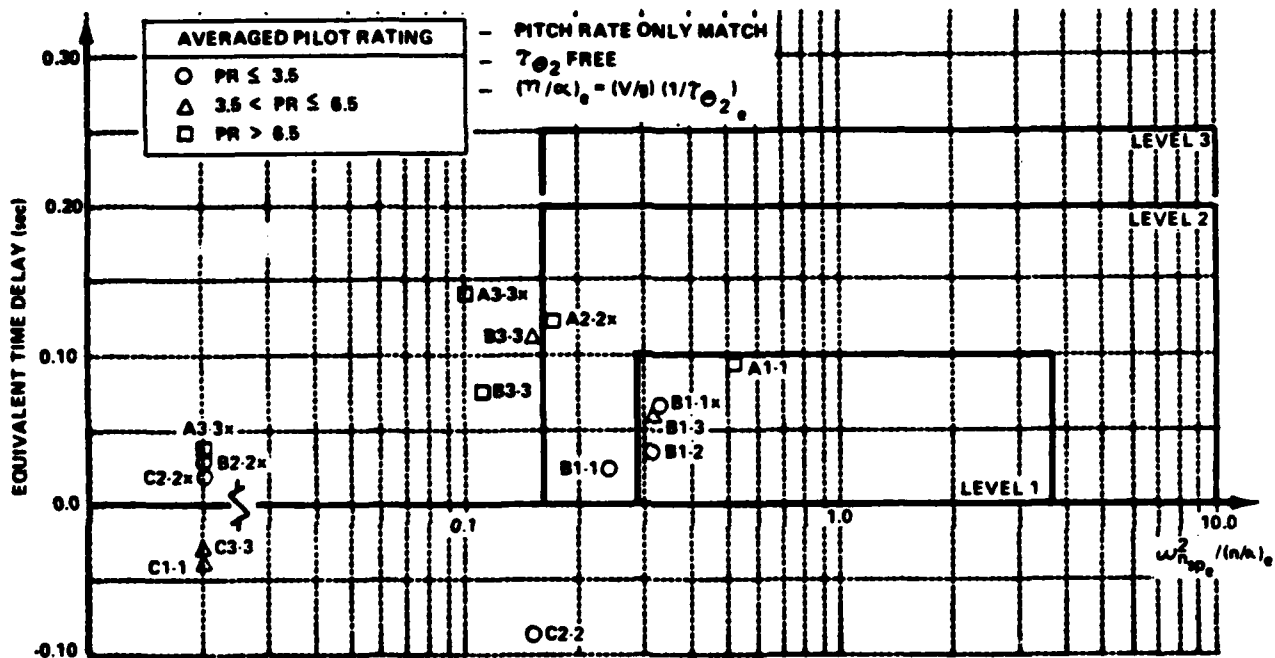 AVERAGED PILOT RATING
○ PR ≤ 3.5
△ 3.5 < PR ≤ 6.5
□ PR > 6.5
- PITCH RATE ONLY MATCH
- τθ2 FREE
- (η/α)e = (V/g) (1/τθ2)e
EQUIVALENT TIME DELAY (sec)
0.30
0.20
0.10
0.0
-0.10
LEVEL 3
LEVEL 2
LEVEL 1
A3-3x
A2-2x
B3-3
B3-3
A1-1
B1-1x
B1-3
B1-2
B1-1
A3-3x
B2-2x
C2-2x
C3-3
C1-1
C2-2
0.1
1.0
10.0
ω²nspe/(n/α)e